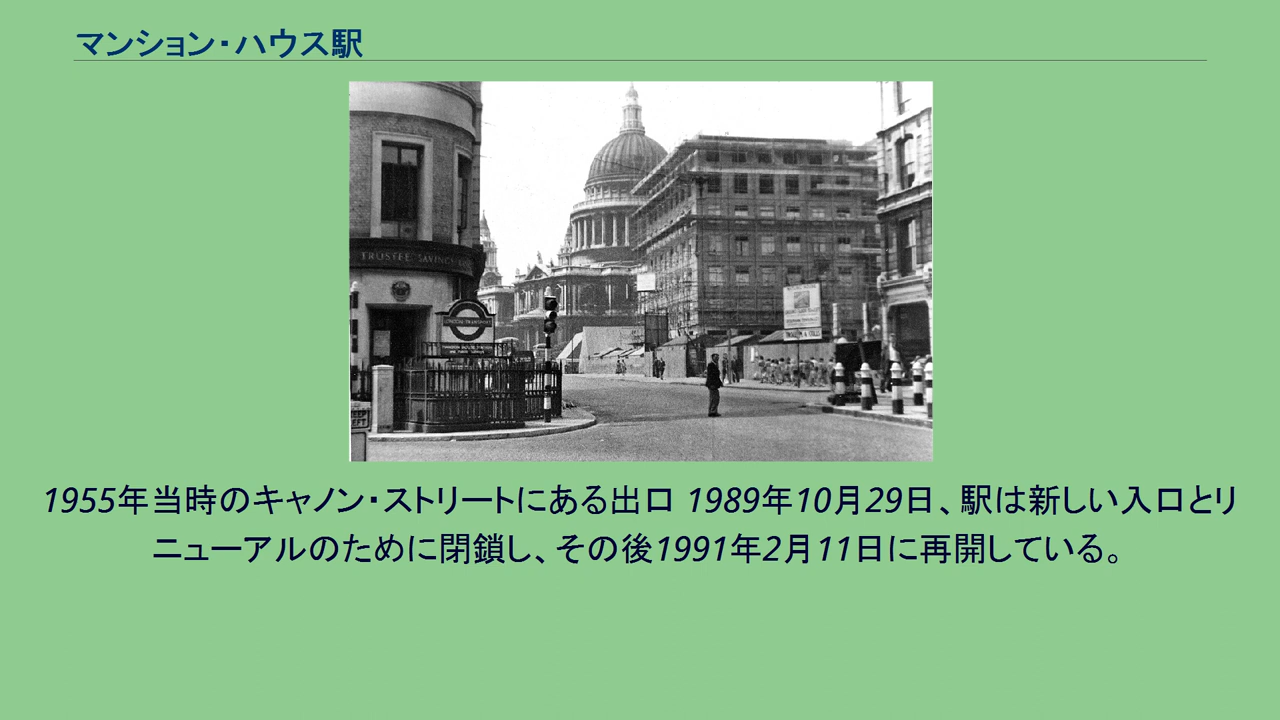 マンション・ハウス駅
TRUSTEE SAVINGS
1955年当時のキャノン・ストリートにある出口 1989年10月29日、駅は新しい入口とリ
ニューアルのために閉鎖し、その後1991年2月11日に再開している。